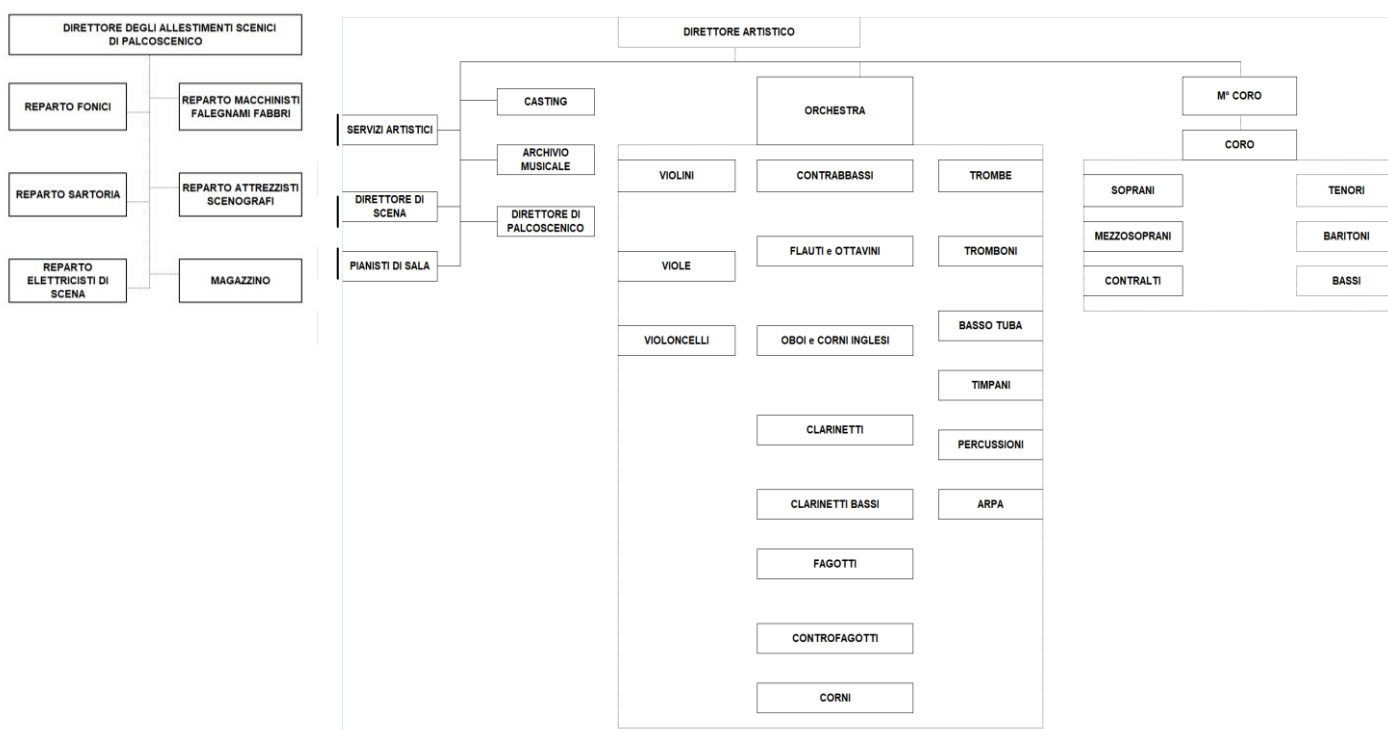 DIRETTORE DEGLI ALLESTIMENTI SCENICI
DI PALCOSCENICO
REPARTO FONICI
REPARTO MACCHINISTI
FALEGNAMI FABBRI
REPARTO SARTORIA
REPARTO ATTREZZISTI
SCENOGRAFI
REPARTO
ELETTRICISTI DI
SCENA
MAGAZZINO
DIRETTORE ARTISTICO
CASTING
SERVIZI ARTISTICI
ARCHIVIO
MUSICALE
DIRETTORE DI
SCENA
DIRETTORE DI
PALCOSCENICO
PIANISTI DI SALA
ORCHESTRA
VIOLINI
VIOLE
VIOLONCELLI
CONTRABBASSI
FLAUTI e OTTAVINI
OBOI e CORNI INGLESI
CLARINETTI
CLARINETTI BASSI
FAGOTTI
CONTROFAGOTTI
CORNI
TROMBE
TROMBONI
BASSO TUBA
TIMPANI
PERCUSSIONI
ARPA
M° CORO
CORO
SOPRANI
MEZZOSOPRANI
CONTRALTI
TENORI
BARITONI
BASSI